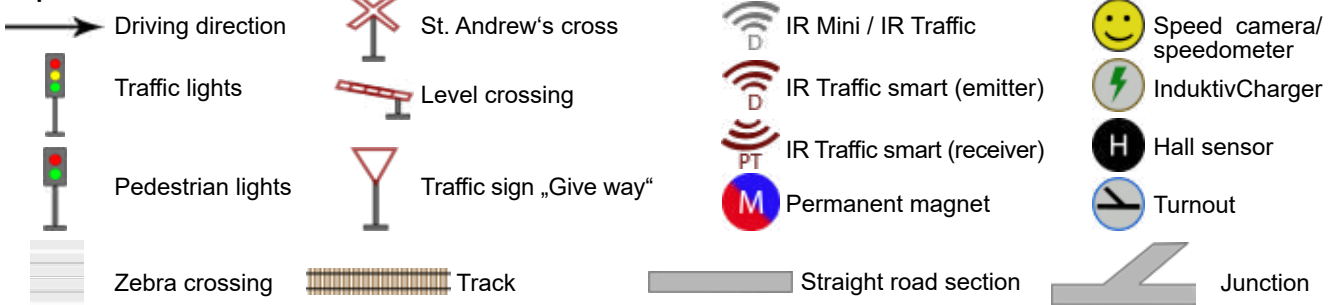 Driving direction
St. Andrew‘s cross
D
IR Mini / IR Traffic
Speed camera/
speedometer
Traffic lights
Level crossing
D
IR Traffic smart (emitter)
InduktivCharger
PT
IR Traffic smart (receiver)
H
Hall sensor
Pedestrian lights
Traffic sign „Give way“
M
Permanent magnet
Turnout
Zebra crossing
Track
Straight road section
Junction